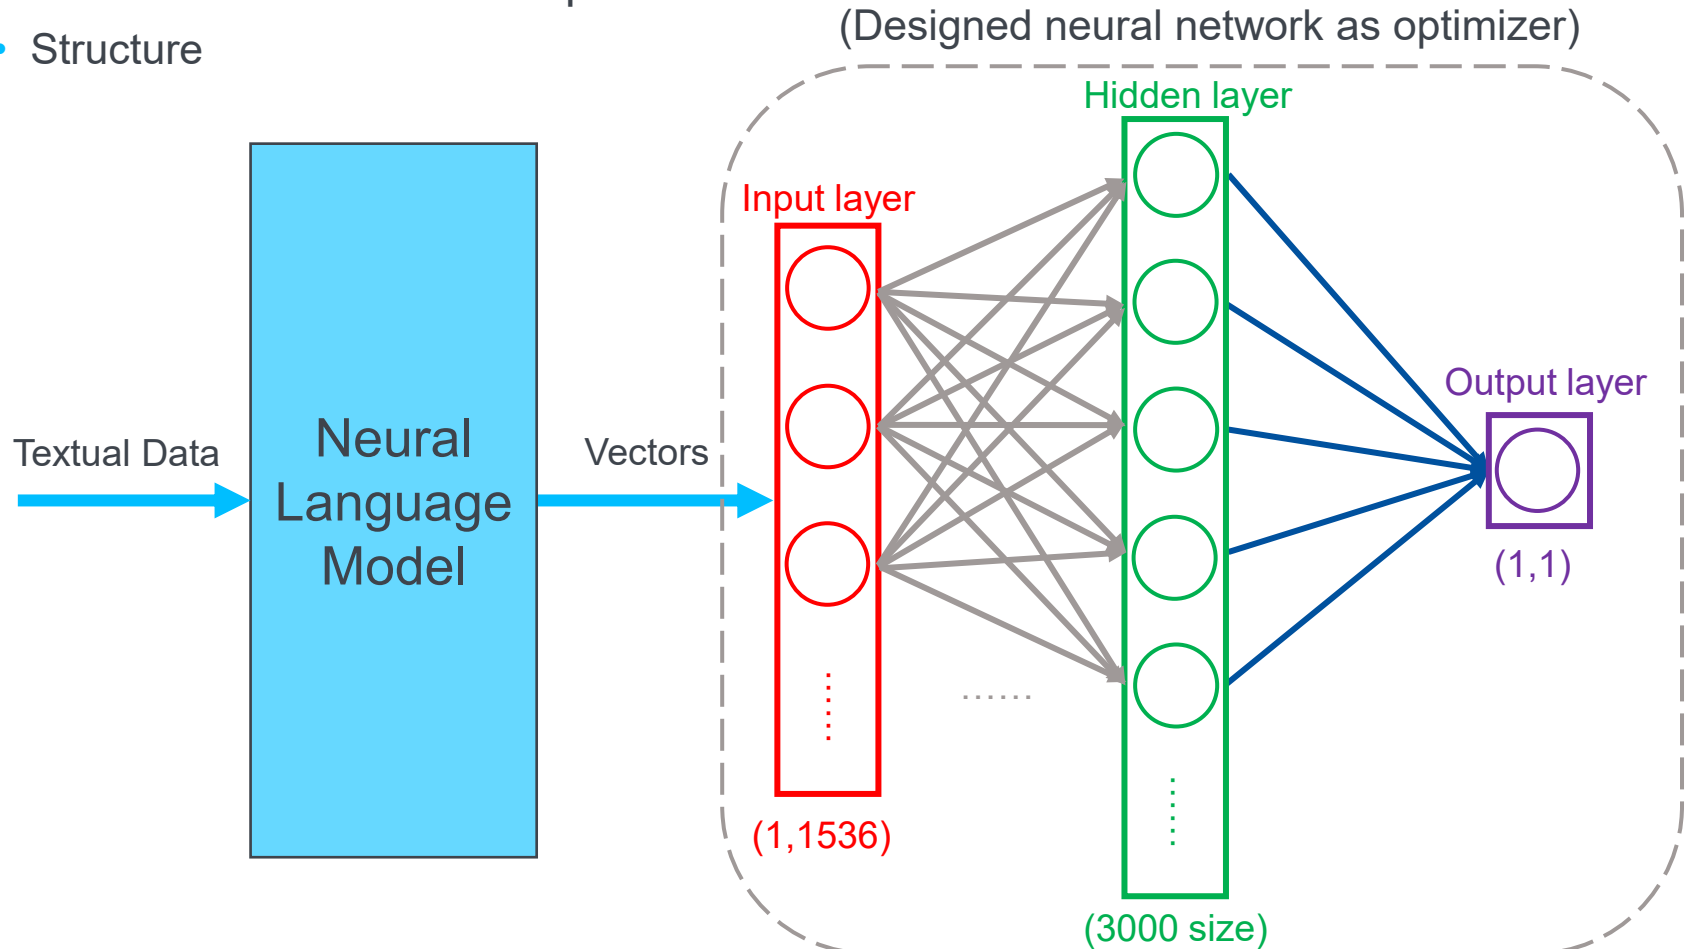 (Designed neural network as optimizer)
• Structure
Hidden layer
Input layer
Output layer
Textual Data
Neural
Language
Model
Vectors
......
......
......
(1,1)
(1,1536)
(3000 size)